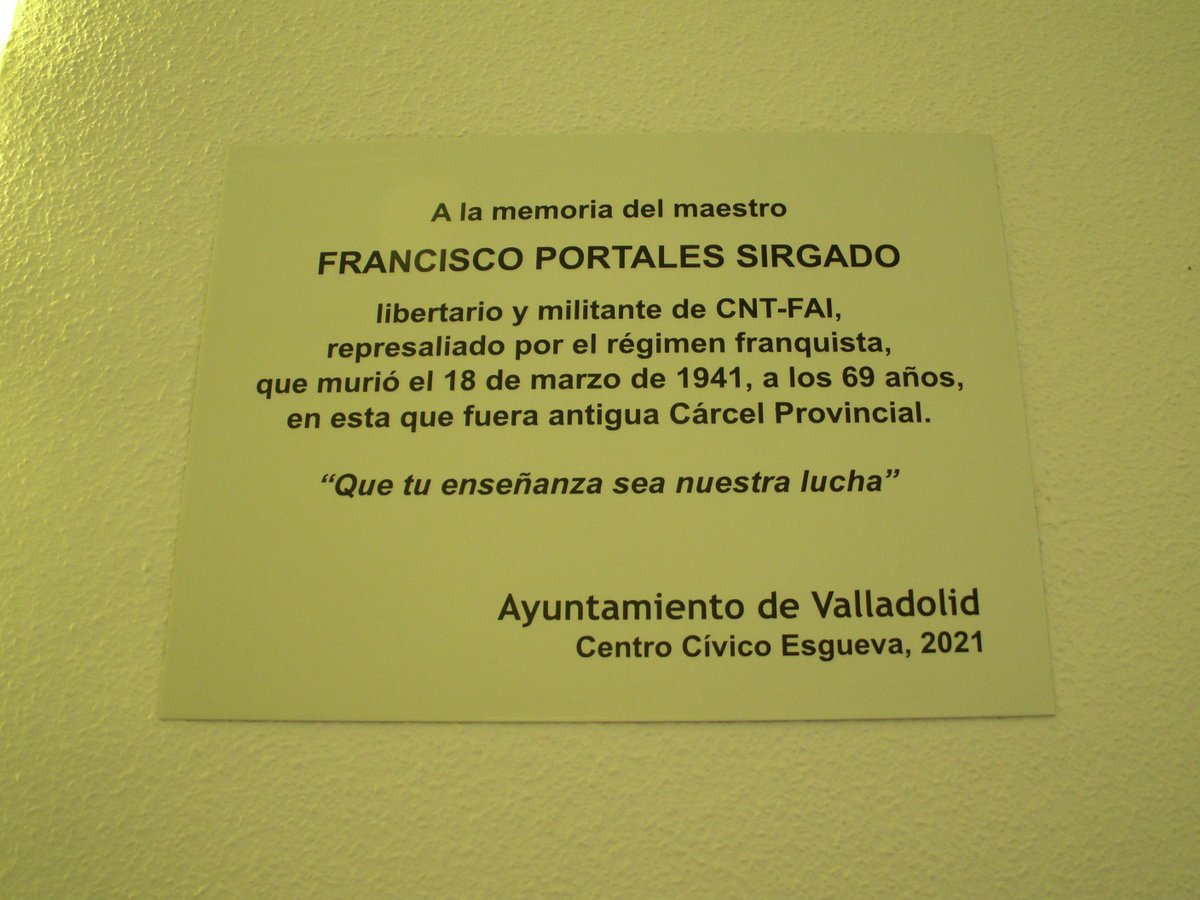 A la memoria del maestro
FRANCISCO PORTALES SIRGADO
libertario y militante de CNT-FAI,
represaliado por el régimen franquista,
que murió el 18 de marzo de 1941, a los 69 años,
en esta que fuera antigua Cárcel Provincial.
“Que tu enseñanza sea nuestra lucha”
Ayuntamiento de Valladolid
Centro Cívico Esgueva, 2021